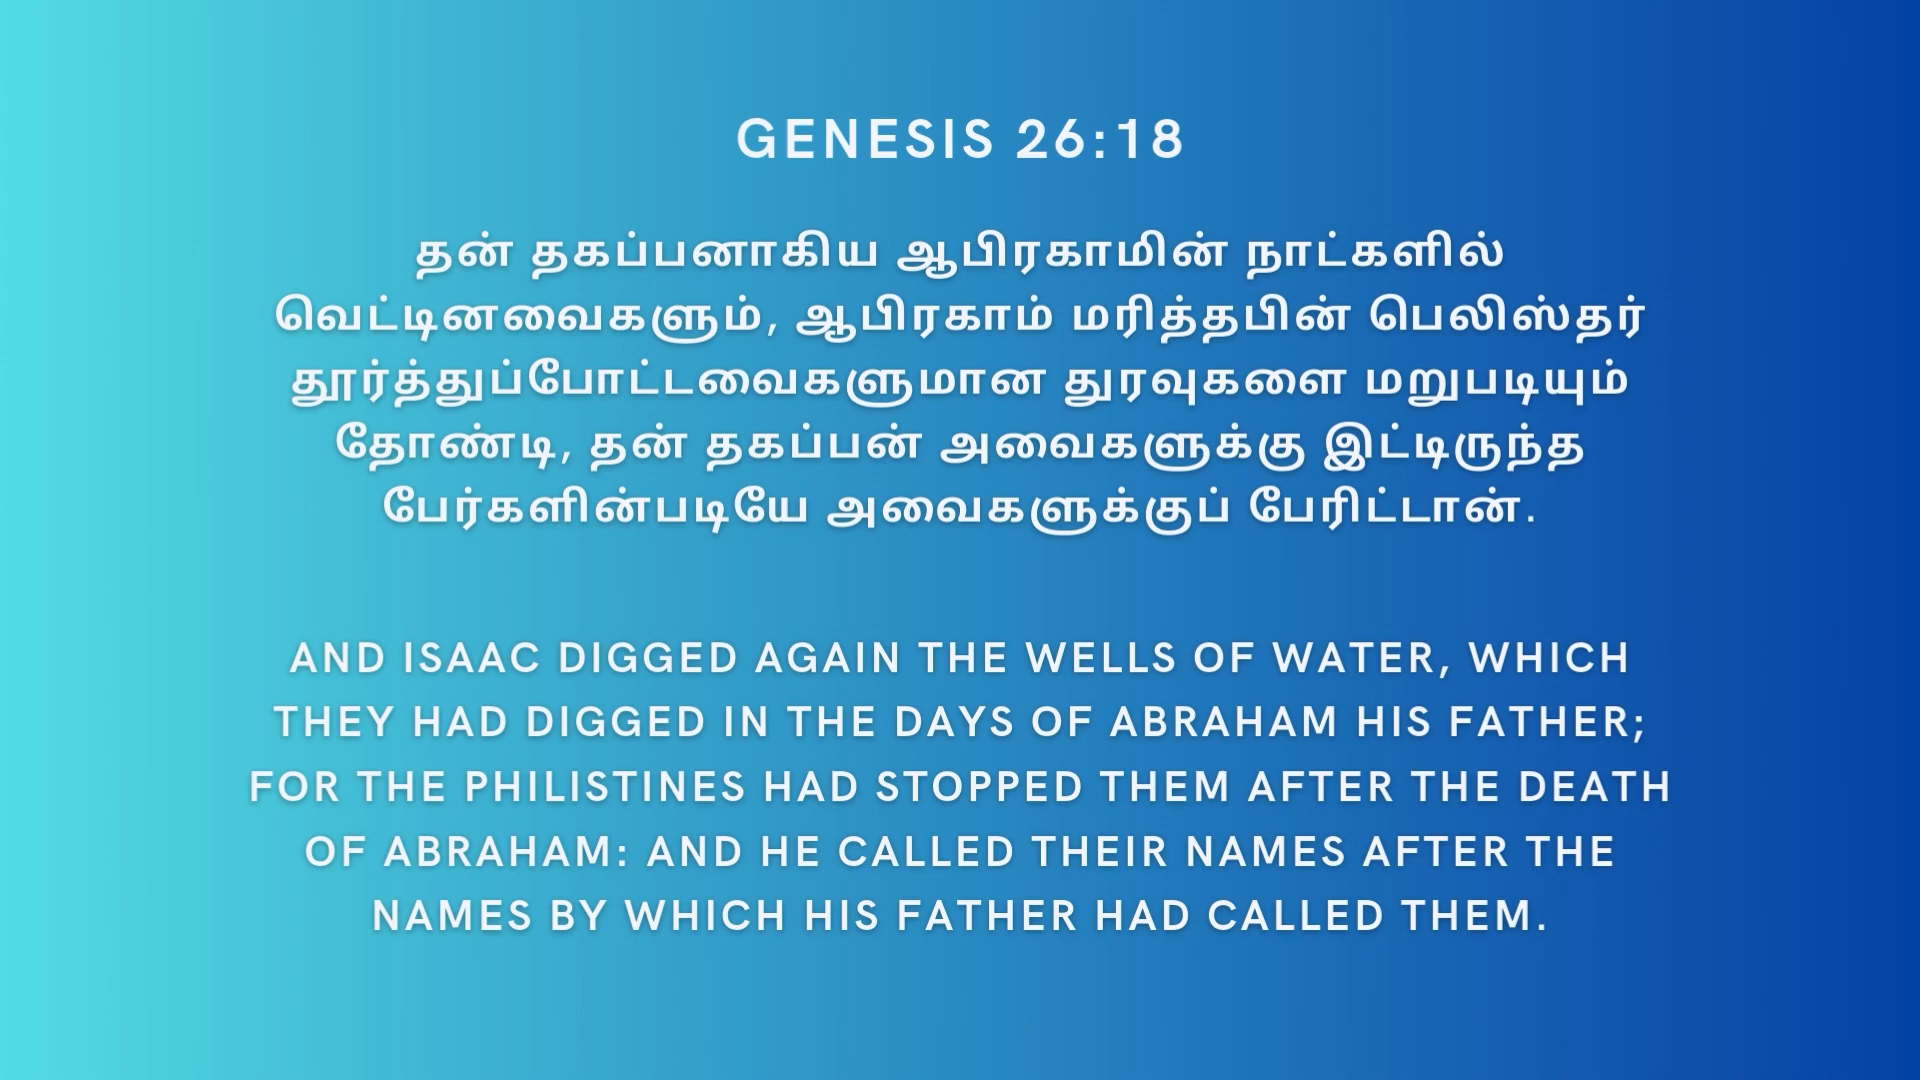 GENESIS 26:18
தன் தகப்பனாகிய ஆபிரகாமின் நாட்களில்
வெட்டினவைகளும், ஆபிரகாம் மரித்தபின் பெலிஸ்தர்
தூர்த்துப்போட்டவைகளுமான துரவுகளை மறுபடியும்
தோண்டி, தன் தகப்பன் அவைகளுக்கு இட்டிருந்த
பேர்களின்படியே அவைகளுக்குப் பேரிட்டான்.
AND ISAAC DIGGED AGAIN THE WELLS OF WATER, WHICH
THEY HAD DIGGED IN THE DAYS OF ABRAHAM HIS FATHER;
FOR THE PHILISTINES HAD STOPPED THEM AFTER THE DEATH
OF ABRAHAM: AND HE CALLED THEIR NAMES AFTER THE
NAMES BY WHICH HIS FATHER HAD CALLED THEM.